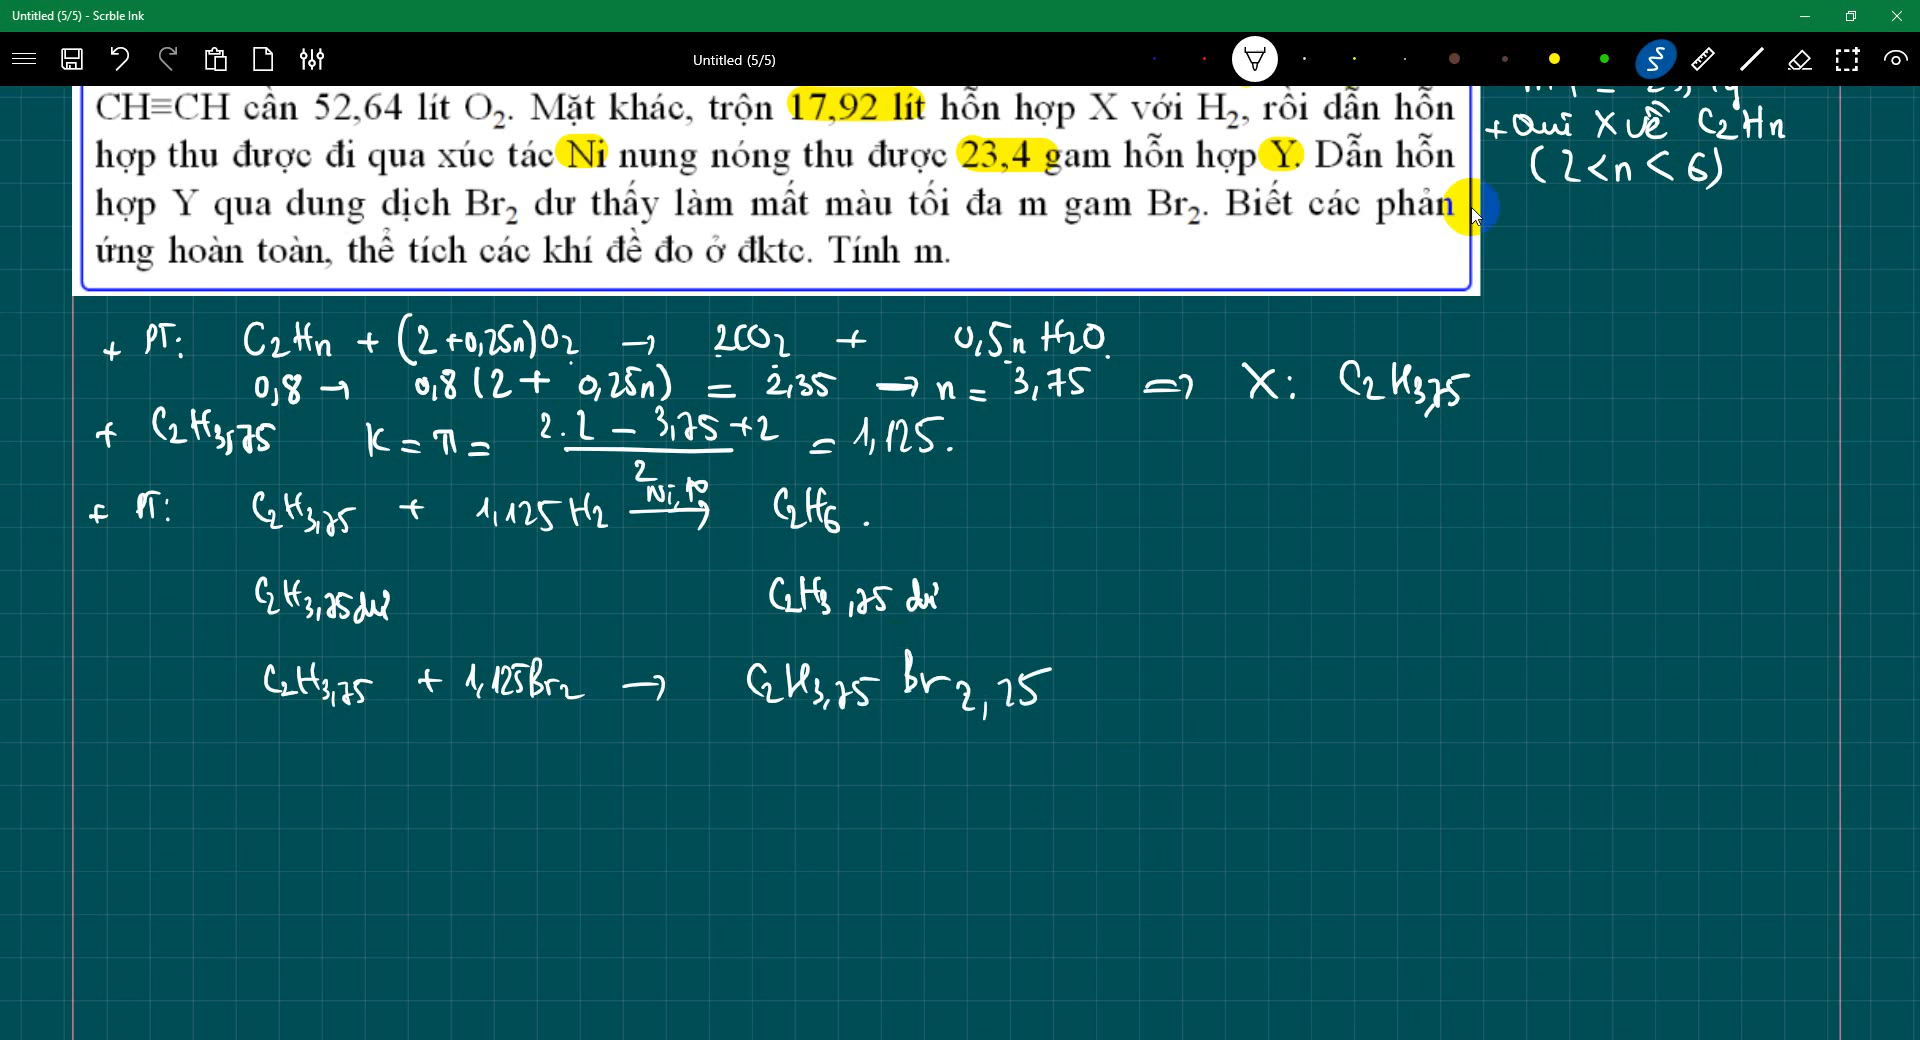 Untitled (5/5) - Scrble Ink
Untitled (5/5)
CH≡CH cần 52,64 lít O₂. Mặt khác, trộn 17,92 lít hỗn hợp X với H₂, rồi dẫn hỗn
hợp thu được đi qua xúc tác Ni nung nóng thu được 23,4 gam hỗn hợp Y. Dẫn hỗn
hợp Y qua dung dịch Br₂ dư thấy làm mất màu tối đa m gam Br₂. Biết các phản
ứng hoàn toàn, thể tích các khí đề đo ở đktc. Tính m.
+ Qui X về C₂Hn
(2 < n < 6)
+ PT: C₂Hn + (2 + 0,25n)O₂ → 2CO₂ + 0,5n H₂O.
0,8 → 0,8 (2 + 0,25n) = 2,35 → n = 3,75 ⇒ X: C₂H₃,₇₅
+ C₂H₃,₇₅ K = π = (2.2 - 3,75 + 2)/2 = 1,125.
+ PT: C₂H₃,₇₅ + 1,125 H₂ –Ni, t⁰→ C₂H₆.
C₂H₃,₇₅ dư C₂H₃,₇₅ dư
C₂H₃,₇₅ + 1,125Br₂ → C₂H₃,₇₅ Br₂,₂₅